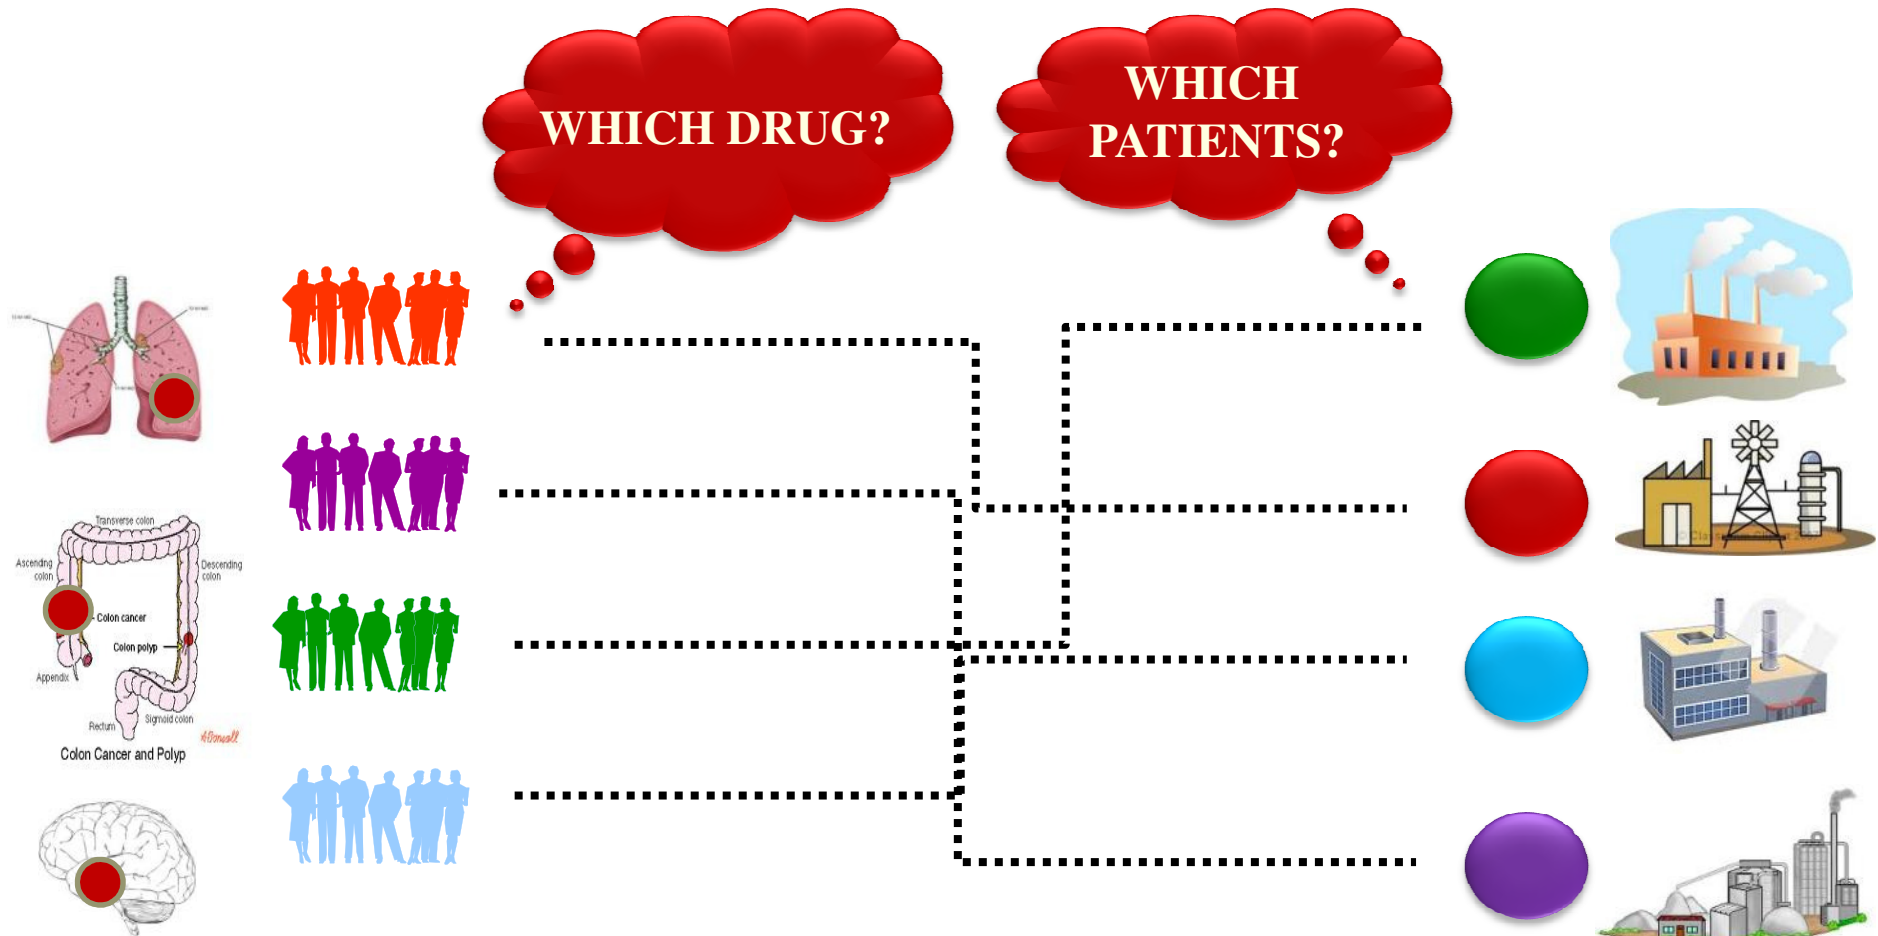 WHICH DRUG?
WHICH
PATIENTS?
Transverse colon
Ascending
colon
Descending
colon
Colon cancer
Colon polyp
Appendix
Rectum
Sigmoid colon
Colon Cancer and Polyp